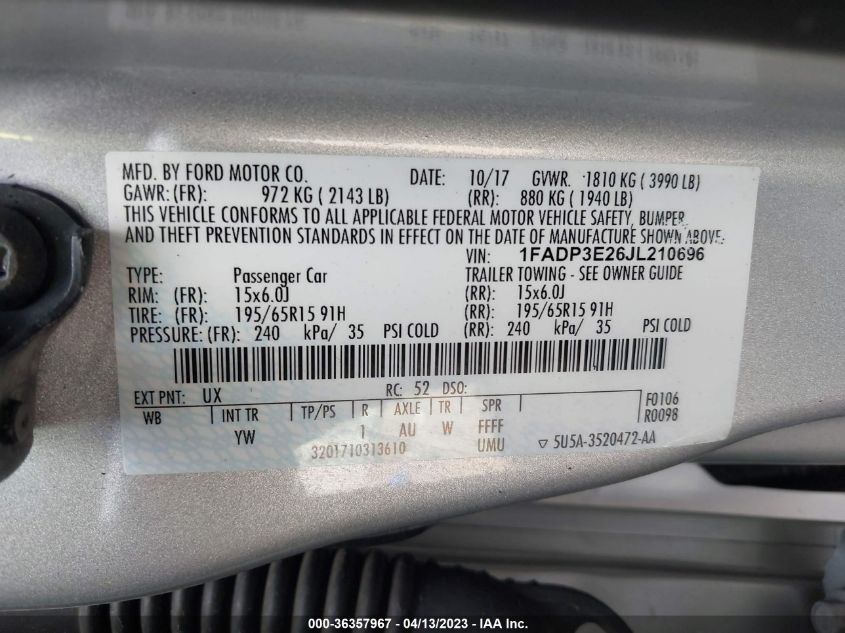 MFD. BY FORD MOTOR CO. DATE: 10/17 GVWR. 1810 KG ( 3990 LB)
GAWR: (FR): 972 KG ( 2143 LB) (RR): 880 KG ( 1940 LB)
THIS VEHICLE CONFORMS TO ALL APPLICABLE FEDERAL MOTOR VEHICLE SAFETY, BUMPER,
AND THEFT PREVENTION STANDARDS IN EFFECT ON THE DATE OF MANUFACTURE SHOWN ABOVE.
VIN: 1FADP3E26JL210696
TYPE: Passenger Car TRAILER TOWING - SEE OWNER GUIDE
RIM: (FR): 15x6.0J (RR): 15x6.0J
TIRE: (FR): 195/65R15 91H (RR): 195/65R15 91H
PRESSURE: (FR): 240 kPa/ 35 PSI COLD (RR): 240 kPa/ 35 PSI COLD
EXT PNT: UX RC: 52 DSO: F0106
WB INT TR TP/PS R AXLE TR SPR R0098
YW 1 AU W FFFF
3201710313610 UMU ▽ 5U5A-3520472-AA
000-36357967 - 04/13/2023 - IAA Inc.